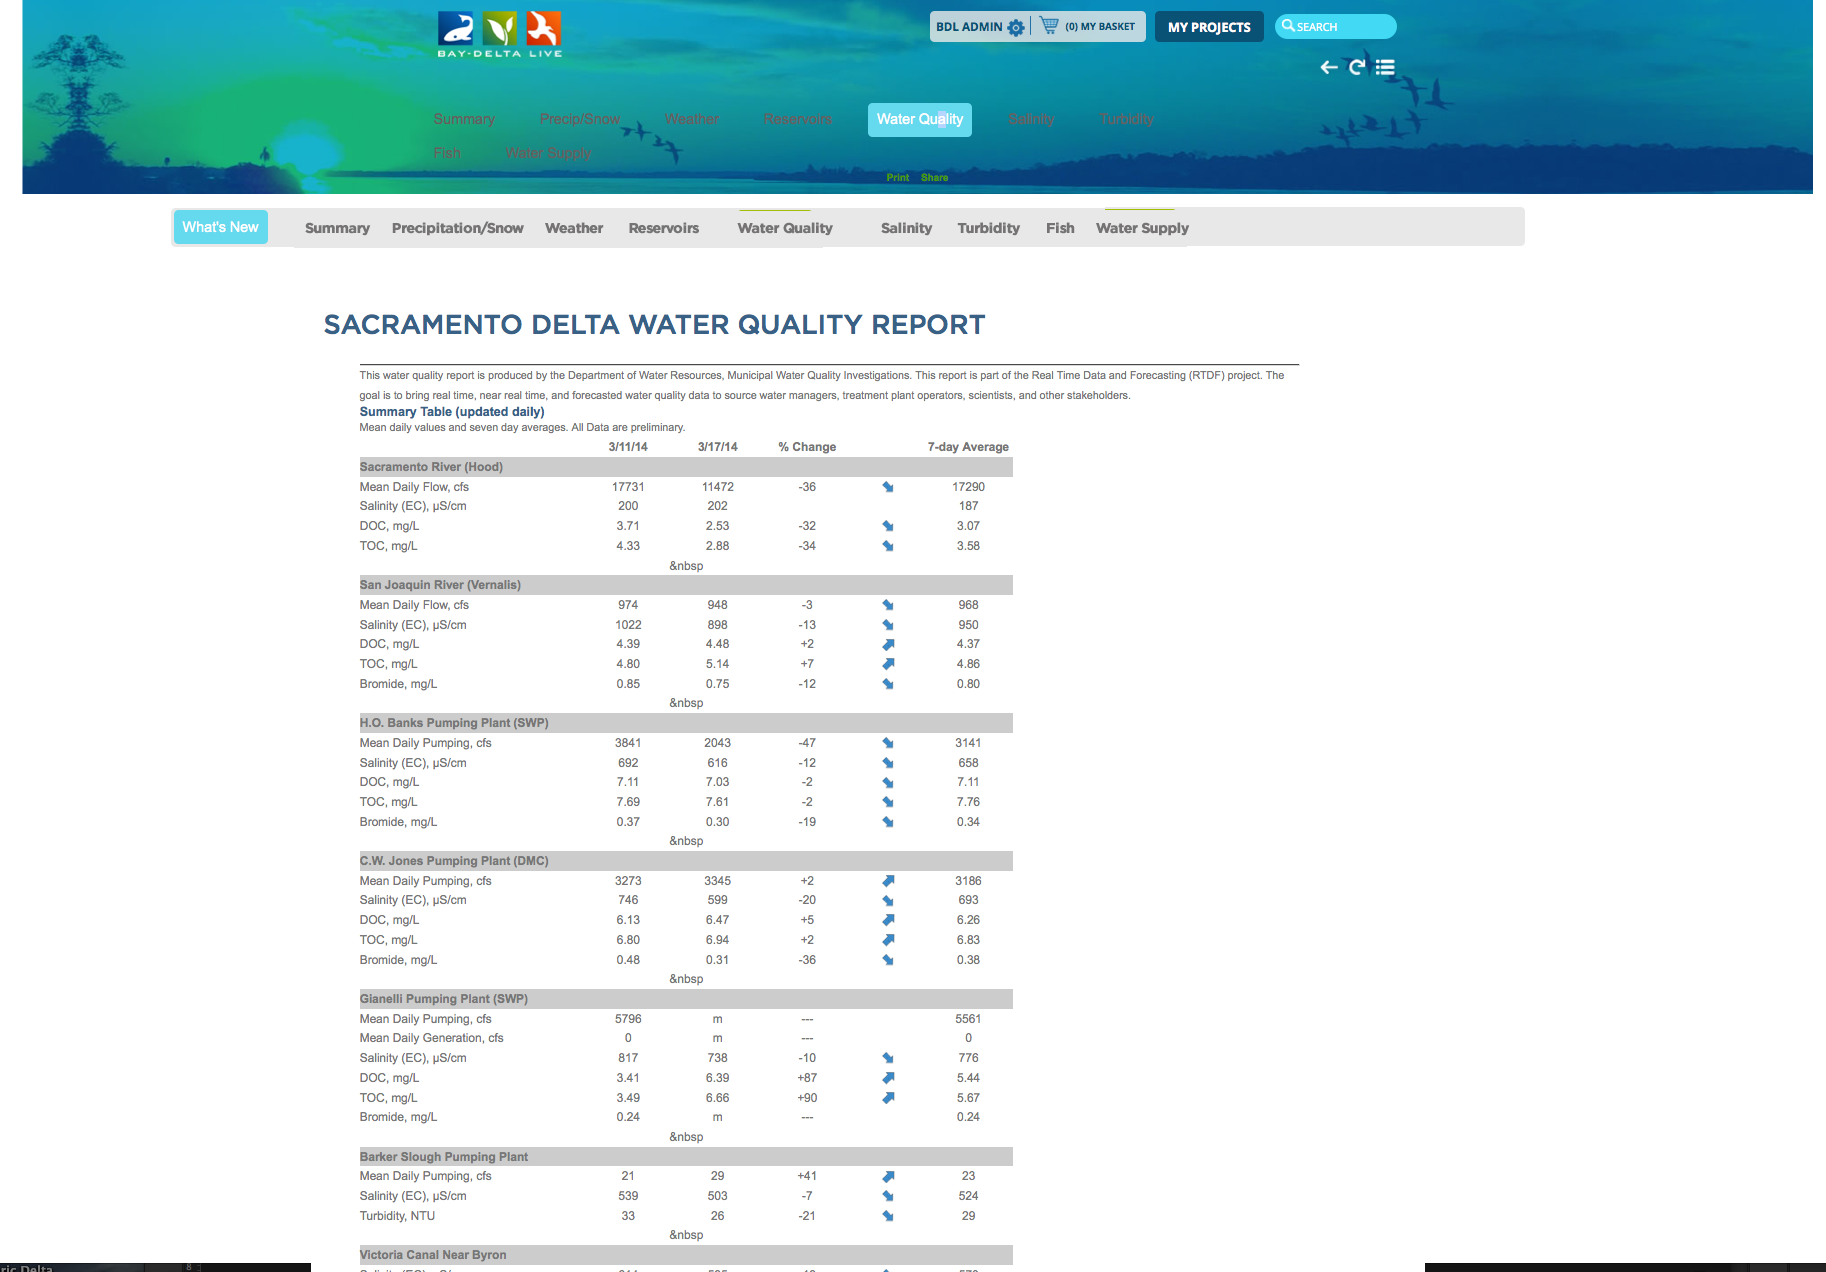 BAY-DELTA LIVE
BDL ADMIN (0) MY BASKET MY PROJECTS SEARCH
Summary Precip/Snow Weather Reservoirs Water Quality Salinity Turbidity
Fish Water Supply
Print Share
What's New Summary Precipitation/Snow Weather Reservoirs Water Quality Salinity Turbidity Fish Water Supply
SACRAMENTO DELTA WATER QUALITY REPORT
This water quality report is produced by the Department of Water Resources, Municipal Water Quality Investigations. This report is part of the Real Time Data and Forecasting (RTDF) project. The
goal is to bring real time, near real time, and forecasted water quality data to source water managers, treatment plant operators, scientists, and other stakeholders.
Summary Table (updated daily)
Mean daily values and seven day averages. All Data are preliminary.
3/11/14 3/17/14 % Change 7-day Average
Sacramento River (Hood)
Mean Daily Flow, cfs 17731 11472 -36 17290
Salinity (EC), µS/cm 200 202 187
DOC, mg/L 3.71 2.53 -32 3.07
TOC, mg/L 4.33 2.88 -34 3.58
&nbsp
San Joaquin River (Vernalis)
Mean Daily Flow, cfs 974 948 -3 968
Salinity (EC), µS/cm 1022 898 -13 950
DOC, mg/L 4.39 4.48 +2 4.37
TOC, mg/L 4.80 5.14 +7 4.86
Bromide, mg/L 0.85 0.75 -12 0.80
&nbsp
H.O. Banks Pumping Plant (SWP)
Mean Daily Pumping, cfs 3841 2043 -47 3141
Salinity (EC), µS/cm 692 616 -12 658
DOC, mg/L 7.11 7.03 -2 7.11
TOC, mg/L 7.69 7.61 -2 7.76
Bromide, mg/L 0.37 0.30 -19 0.34
&nbsp
C.W. Jones Pumping Plant (DMC)
Mean Daily Pumping, cfs 3273 3345 +2 3186
Salinity (EC), µS/cm 746 599 -20 693
DOC, mg/L 6.13 6.47 +5 6.26
TOC, mg/L 6.80 6.94 +2 6.83
Bromide, mg/L 0.48 0.31 -36 0.38
&nbsp
Gianelli Pumping Plant (SWP)
Mean Daily Pumping, cfs 5796 m --- 5561
Mean Daily Generation, cfs 0 m --- 0
Salinity (EC), µS/cm 817 738 -10 776
DOC, mg/L 3.41 6.39 +87 5.44
TOC, mg/L 3.49 6.66 +90 5.67
Bromide, mg/L 0.24 m --- 0.24
&nbsp
Barker Slough Pumping Plant
Mean Daily Pumping, cfs 21 29 +41 23
Salinity (EC), µS/cm 539 503 -7 524
Turbidity, NTU 33 26 -21 29
&nbsp
Victoria Canal Near Byron